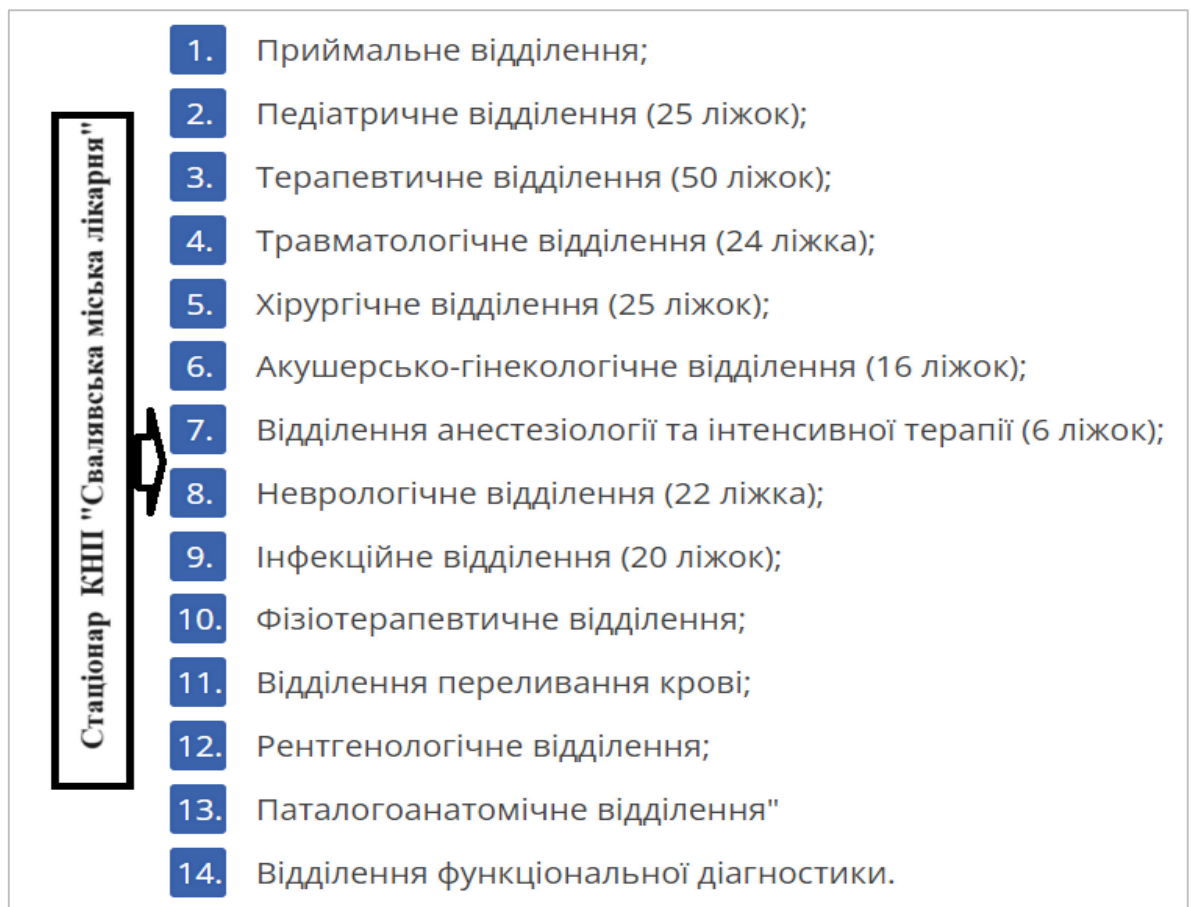 Стаціонар КНП "Свалявська міська лікарня"
1. Приймальне відділення;
2. Педіатричне відділення (25 ліжок);
3. Терапевтичне відділення (50 ліжок);
4. Травматологічне відділення (24 ліжка);
5. Хірургічне відділення (25 ліжок);
6. Акушерсько-гінекологічне відділення (16 ліжок);
7. Відділення анестезіології та інтенсивної терапії (6 ліжок);
8. Неврологічне відділення (22 ліжка);
9. Інфекційне відділення (20 ліжок);
10. Фізіотерапевтичне відділення;
11. Відділення переливання крові;
12. Рентгенологічне відділення;
13. Паталогоанатомічне відділення"
14. Відділення функціональної діагностики.